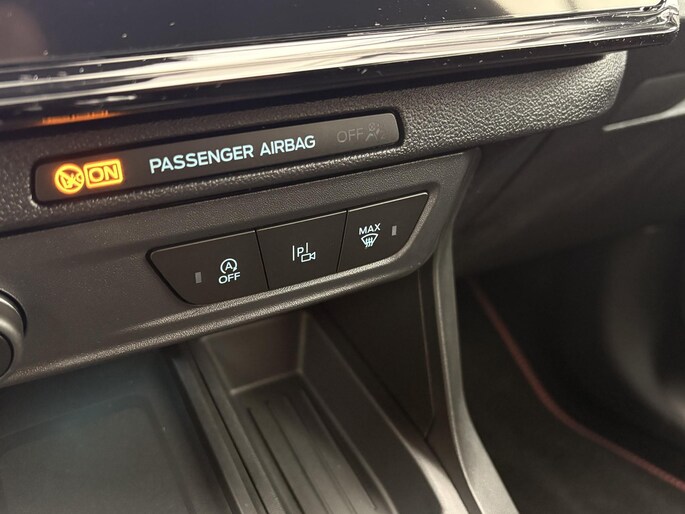 ON PASSENGER AIRBAG OFF
A
OFF
P
MAX